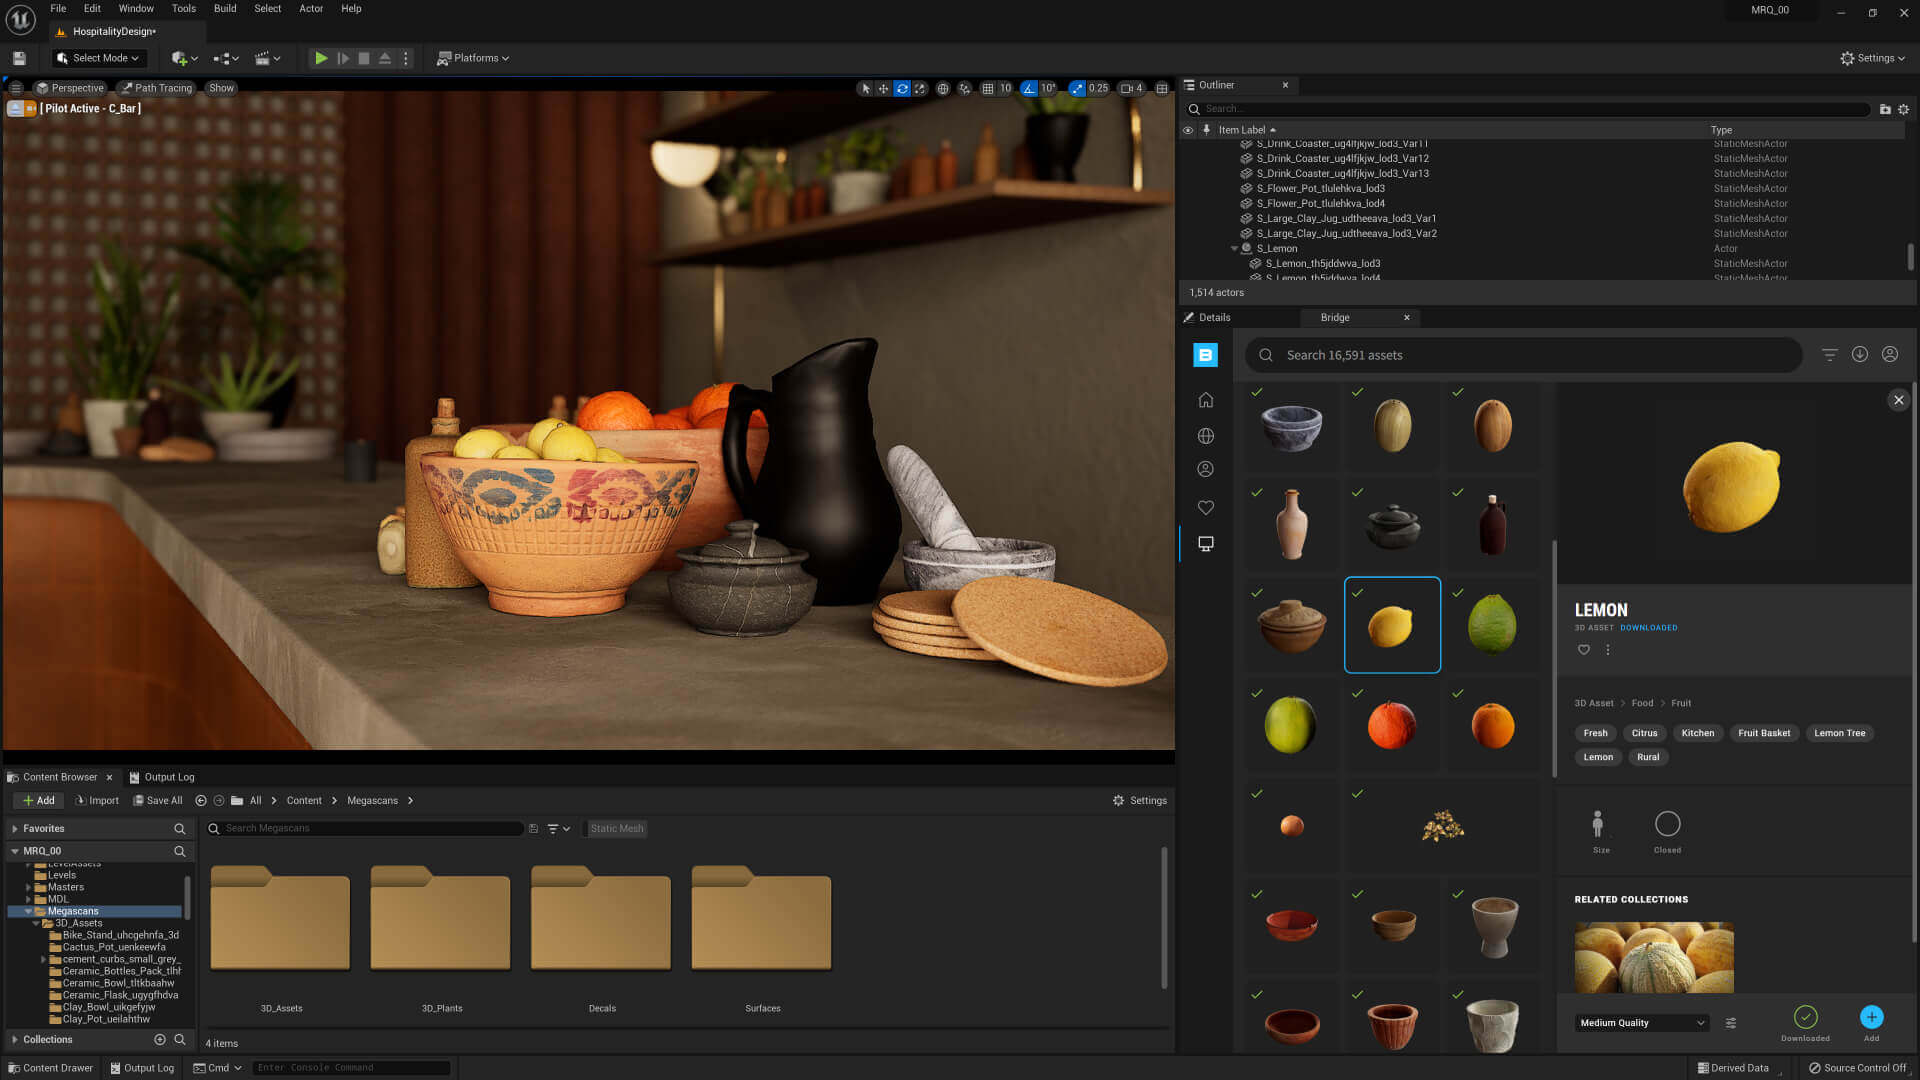 File Edit Window Tools Build Select Actor Help
MRQ_00
HospitalityDesign*
Select Mode
Platforms
Settings
Perspective Path Tracing Show
10 10° 0.25 4
[ Pilot Active - C_Bar ]
Outliner
Search...
Item Label Type
S_Drink_Coaster_ug4lfjkjw_lod3_Var11 StaticMeshActor
S_Drink_Coaster_ug4lfjkjw_lod3_Var12 StaticMeshActor
S_Drink_Coaster_ug4lfjkjw_lod3_Var13 StaticMeshActor
S_Flower_Pot_tlulehkva_lod3 StaticMeshActor
S_Flower_Pot_tlulehkva_lod4 StaticMeshActor
S_Large_Clay_Jug_udtheeava_lod3_Var1 StaticMeshActor
S_Large_Clay_Jug_udtheeava_lod3_Var2 StaticMeshActor
S_Lemon Actor
S_Lemon_th5jddwva_lod3 StaticMeshActor
S_Lemon_th5jddwva_lod4 StaticMeshActor
1,514 actors
Details Bridge
B
Search 16,591 assets
LEMON
3D ASSET DOWNLOADED
3D Asset > Food > Fruit
Fresh Citrus Kitchen Fruit Basket Lemon Tree
Lemon Rural
Size Closed
RELATED COLLECTIONS
Medium Quality
Downloaded Add
Content Browser Output Log
Add Import Save All All > Content > Megascans > Settings
Favorites
Search Megascans Static Mesh
MRQ_00
LevelAssets
Levels
Masters
MDL
Megascans
3D_Assets
Bike_Stand_uhcgehnfa_3d
Cactus_Pot_uenkeewfa
cement_curbs_small_grey_
Ceramic_Bottles_Pack_tlhh
Ceramic_Bowl_tltkbaahw
Ceramic_Flask_ugygfhdva
Clay_Bowl_uikgefyjw
Clay_Pot_ueilahthw
3D_Assets 3D_Plants Decals Surfaces
Collections
4 items
Content Drawer Output Log Cmd Enter Console Command Derived Data Source Control Off